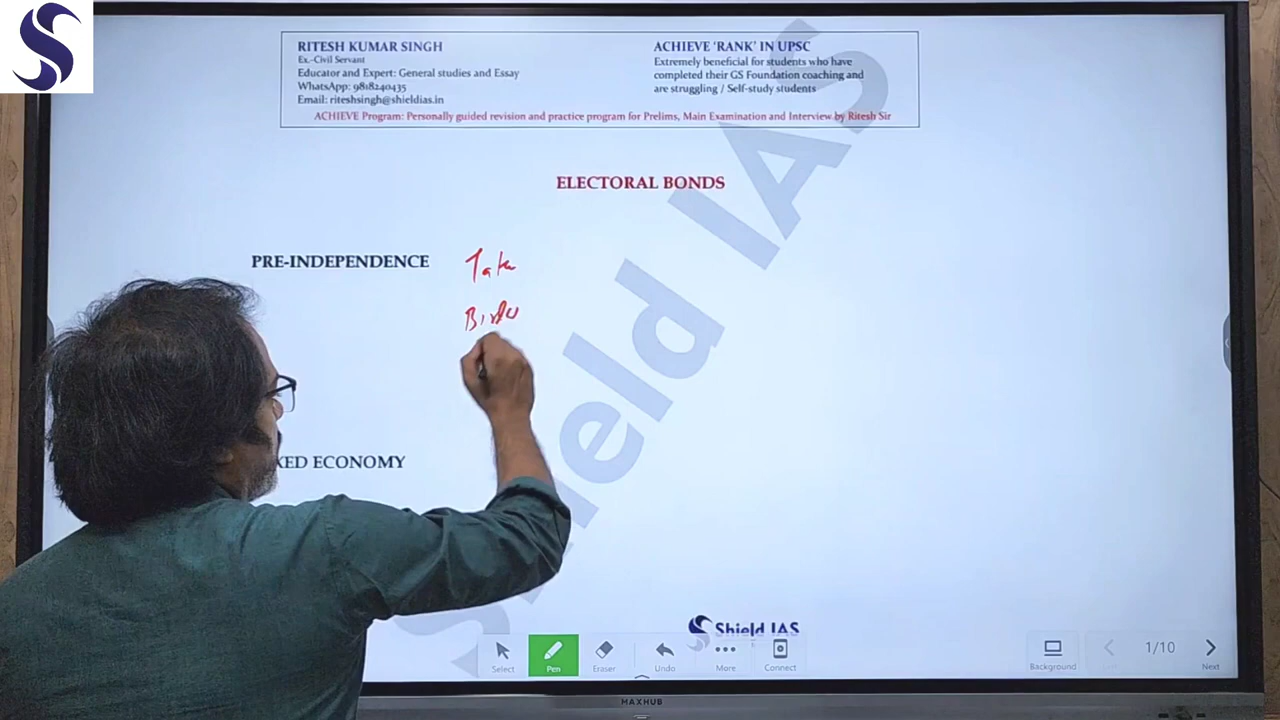 RITESH KUMAR SINGH
Ex.-Civil Servant
Educator and Expert: General studies and Essay
WhatsApp: 9818240435
Email: riteshsingh@shieldias.in
ACHIEVE 'RANK' IN UPSC
Extremely beneficial for students who have
completed their GS Foundation coaching and
are struggling / Self-study students
ACHIEVE Program: Personally guided revision and practice program for Prelims, Main Examination and Interview by Ritesh Sir
ELECTORAL BONDS
PRE-INDEPENDENCE
Tata
Birla
XED ECONOMY
Shield IAS
Shield IAS
Select
Pen
Eraser
Undo
More
Connect
Background
1/10
Next
MAXHUB